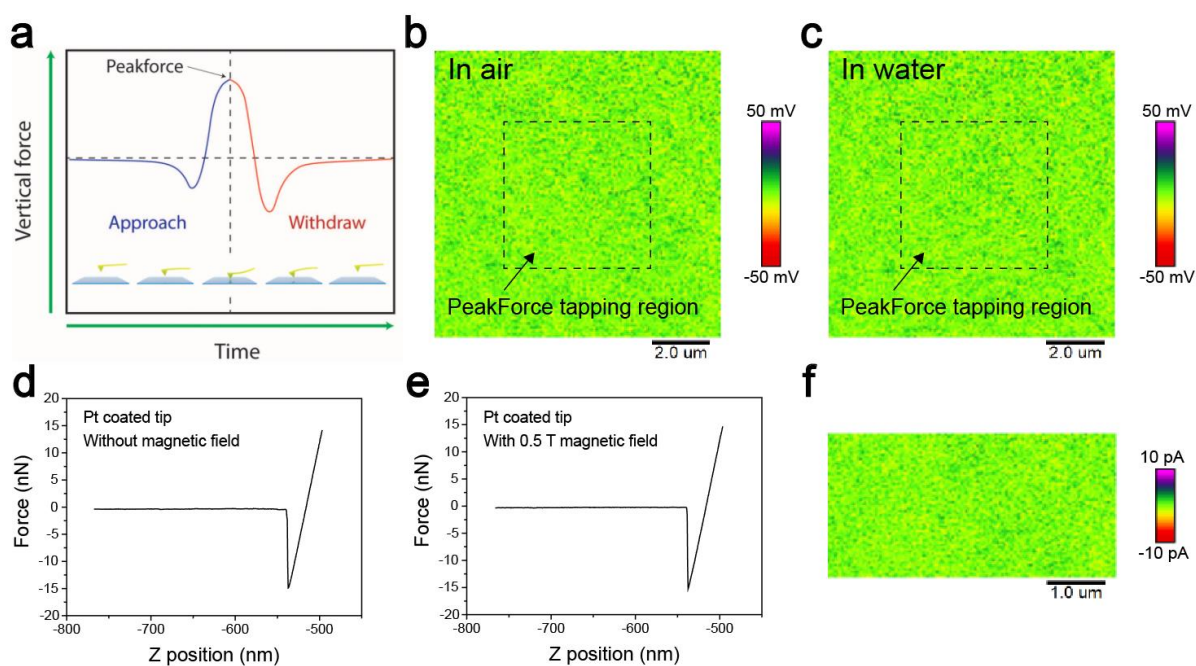 a
Vertical force
Peakforce
Approach
Withdraw
Time
b
In air
PeakForce tapping region
50 mV
-50 mV
2.0 um
c
In water
PeakForce tapping region
50 mV
-50 mV
2.0 um
d
Pt coated tip
Without magnetic field
Force (nN)
20
15
10
5
0
-5
-10
-15
-20
-800
-700
-600
-500
Z position (nm)
e
Pt coated tip
With 0.5 T magnetic field
Force (nN)
20
15
10
5
0
-5
-10
-15
-20
-800
-700
-600
-500
Z position (nm)
f
10 pA
-10 pA
1.0 um